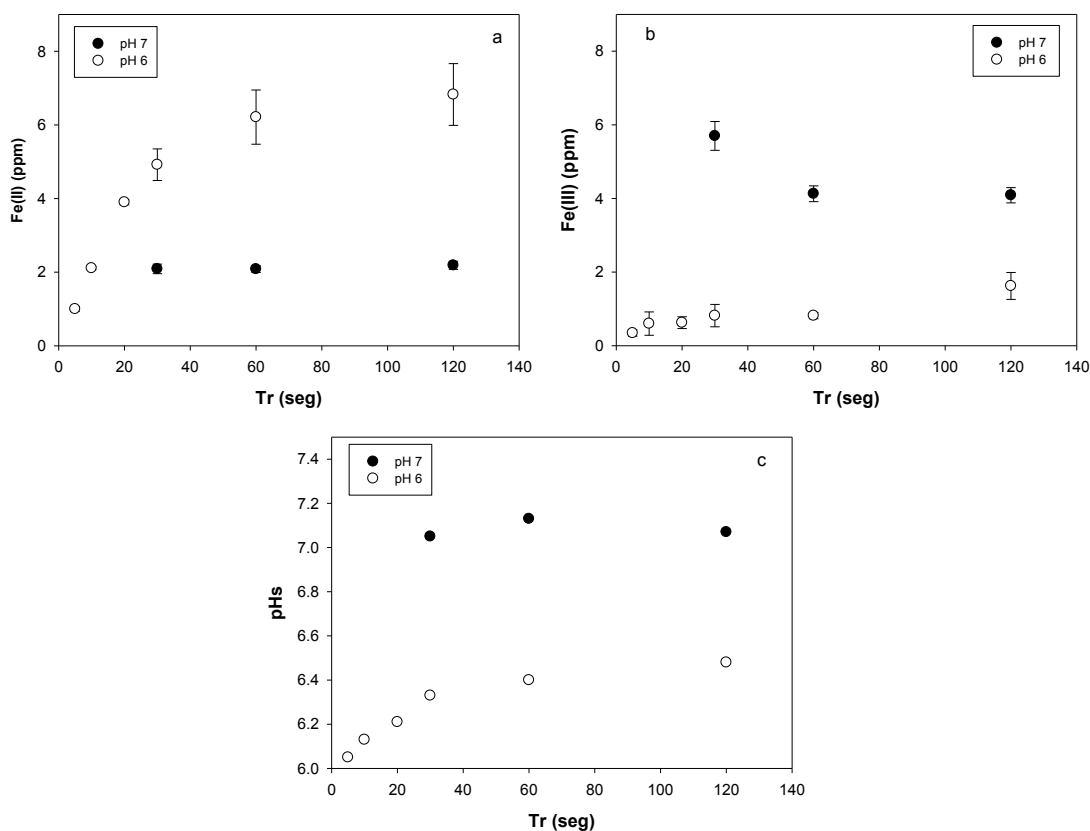 a
pH 7
pH 6
8
6
4
2
0
Fe(II) (ppm)
0 20 40 60 80 100 120 140
Tr (seg)
b
pH 7
pH 6
8
6
4
2
0
Fe(III) (ppm)
0 20 40 60 80 100 120 140
Tr (seg)
c
pH 7
pH 6
7.4
7.2
7.0
6.8
6.6
6.4
6.2
6.0
pHs
0 20 40 60 80 100 120 140
Tr (seg)